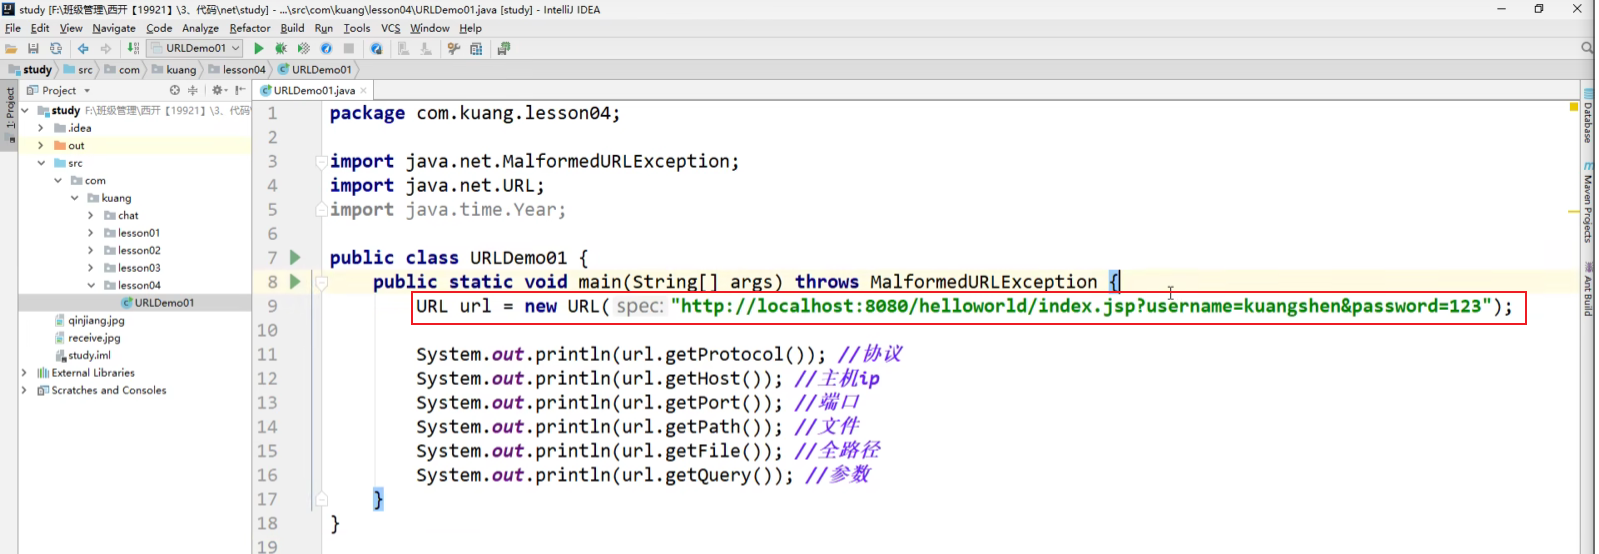 study [F:\班级管理\西开【19921】\3、代码\net\study] - ...\src\com\kuang\lesson04\URLDemo01.java [study] - IntelliJ IDEA
File Edit View Navigate Code Analyze Refactor Build Run Tools VCS Window Help
URLDemo01
study src com kuang lesson04 URLDemo01
Project
URLDemo01.java
1: Project
study F:\班级管理\西开【19921】\3、代码
.idea
out
src
com
kuang
chat
lesson01
lesson02
lesson03
lesson04
URLDemo01
qinjiang.jpg
receive.jpg
study.iml
External Libraries
Scratches and Consoles
1 package com.kuang.lesson04;
2
3 import java.net.MalformedURLException;
4 import java.net.URL;
5 import java.time.Year;
6
7 public class URLDemo01 {
8 public static void main(String[] args) throws MalformedURLException {
9 URL url = new URL( spec: "http://localhost:8080/helloworld/index.jsp?username=kuangshen&password=123");
10
11 System.out.println(url.getProtocol()); //协议
12 System.out.println(url.getHost()); //主机ip
13 System.out.println(url.getPort()); //端口
14 System.out.println(url.getPath()); //文件
15 System.out.println(url.getFile()); //全路径
16 System.out.println(url.getQuery()); //参数
17 }
18 }
19
Database
Maven Projects
Ant Build